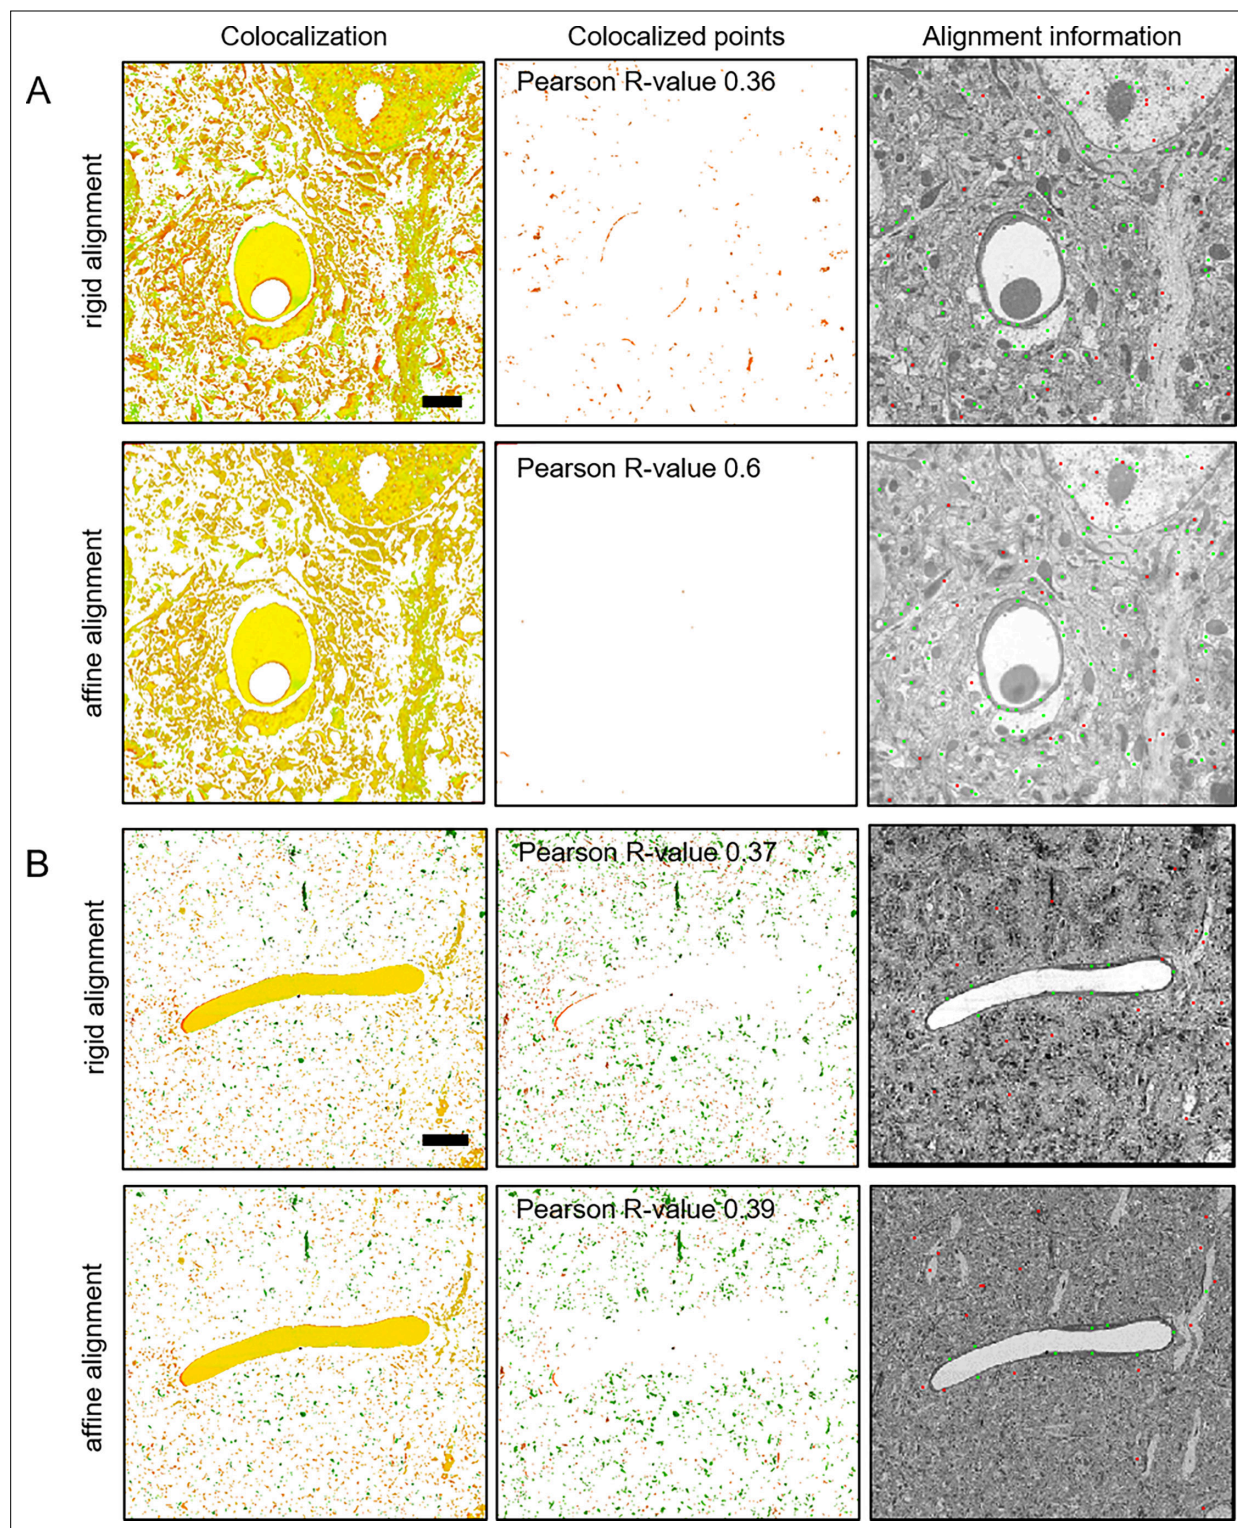 Colocalization
Colocalized points
Alignment information
A
rigid alignment
Pearson R-value 0.36
affine alignment
Pearson R-value 0.6
B
rigid alignment
Pearson R-value 0.37
affine alignment
Pearson R-value 0.39